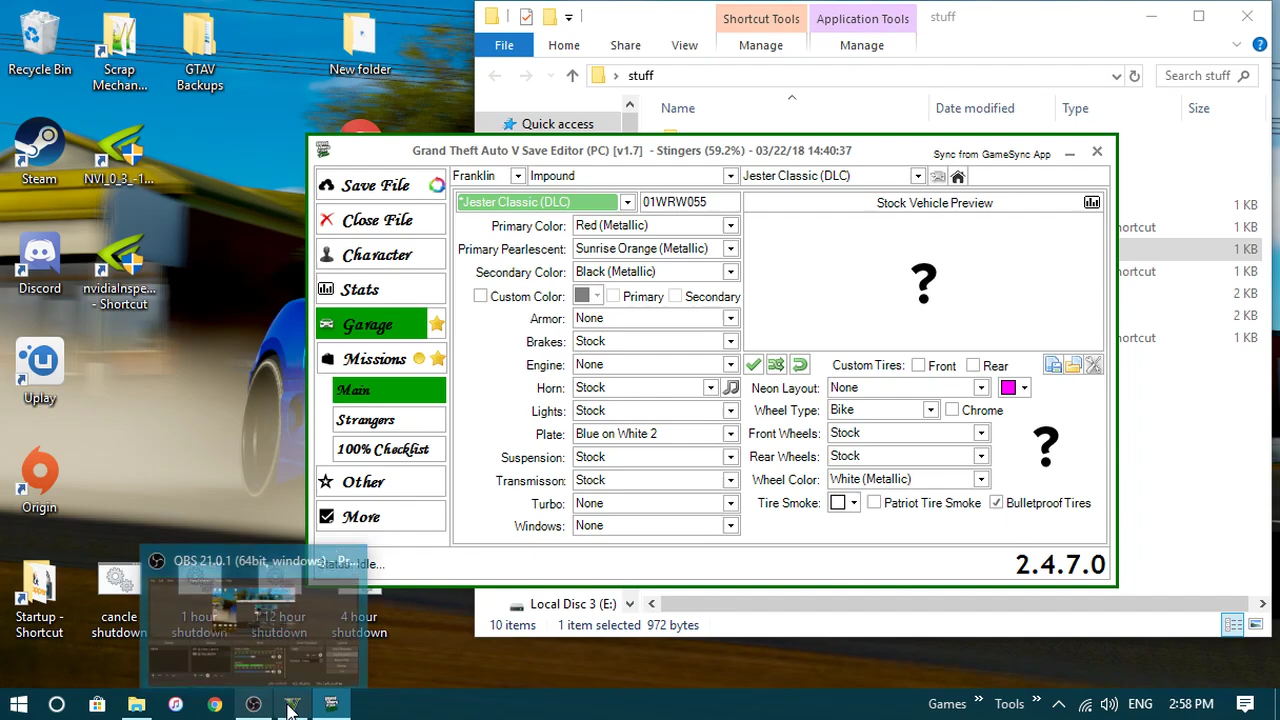 Recycle Bin
Scrap
Mechan...
GTAV
Backups
New folder
Steam
NVI_0_3_-1...
Discord
nvidiaInspe...
- Shortcut
Uplay
Origin
Startup -
Shortcut
cancle
shutdown
1 hour
shutdown
1 12 hour
shutdown
4 hour
shutdown
OBS 21.0.1 (64bit, windows) - Pr...
Shortcut Tools
Application Tools
stuff
File
Home
Share
View
Manage
Manage
stuff
Search stuff
Name
Date modified
Type
Size
Quick access
1 KB
hortcut
1 KB
1 KB
hortcut
1 KB
2 KB
2 KB
hortcut
1 KB
Grand Theft Auto V Save Editor (PC) [v1.7] - Stingers (59.2%) - 03/22/18 14:40:37
Sync from GameSync App
Save File
Close File
Character
Stats
Garage
Missions
Main
Strangers
100% Checklist
Other
More
Franklin
Impound
Jester Classic (DLC)
*Jester Classic (DLC)
01WRW055
Primary Color: Red (Metallic)
Primary Pearlescent: Sunrise Orange (Metallic)
Secondary Color: Black (Metallic)
Custom Color: Primary Secondary
Armor: None
Brakes: Stock
Engine: None
Horn: Stock
Lights: Stock
Plate: Blue on White 2
Suspension: Stock
Transmisson: Stock
Turbo: None
Windows: None
Stock Vehicle Preview
?
Custom Tires: Front Rear
Neon Layout: None
Wheel Type: Bike Chrome
Front Wheels: Stock
Rear Wheels: Stock
Wheel Color: White (Metallic)
?
Tire Smoke: Patriot Tire Smoke Bulletproof Tires
Status: Idle...
2.4.7.0
Local Disc 3 (E:)
10 items 1 item selected 972 bytes
Games
Tools
ENG
2:58 PM